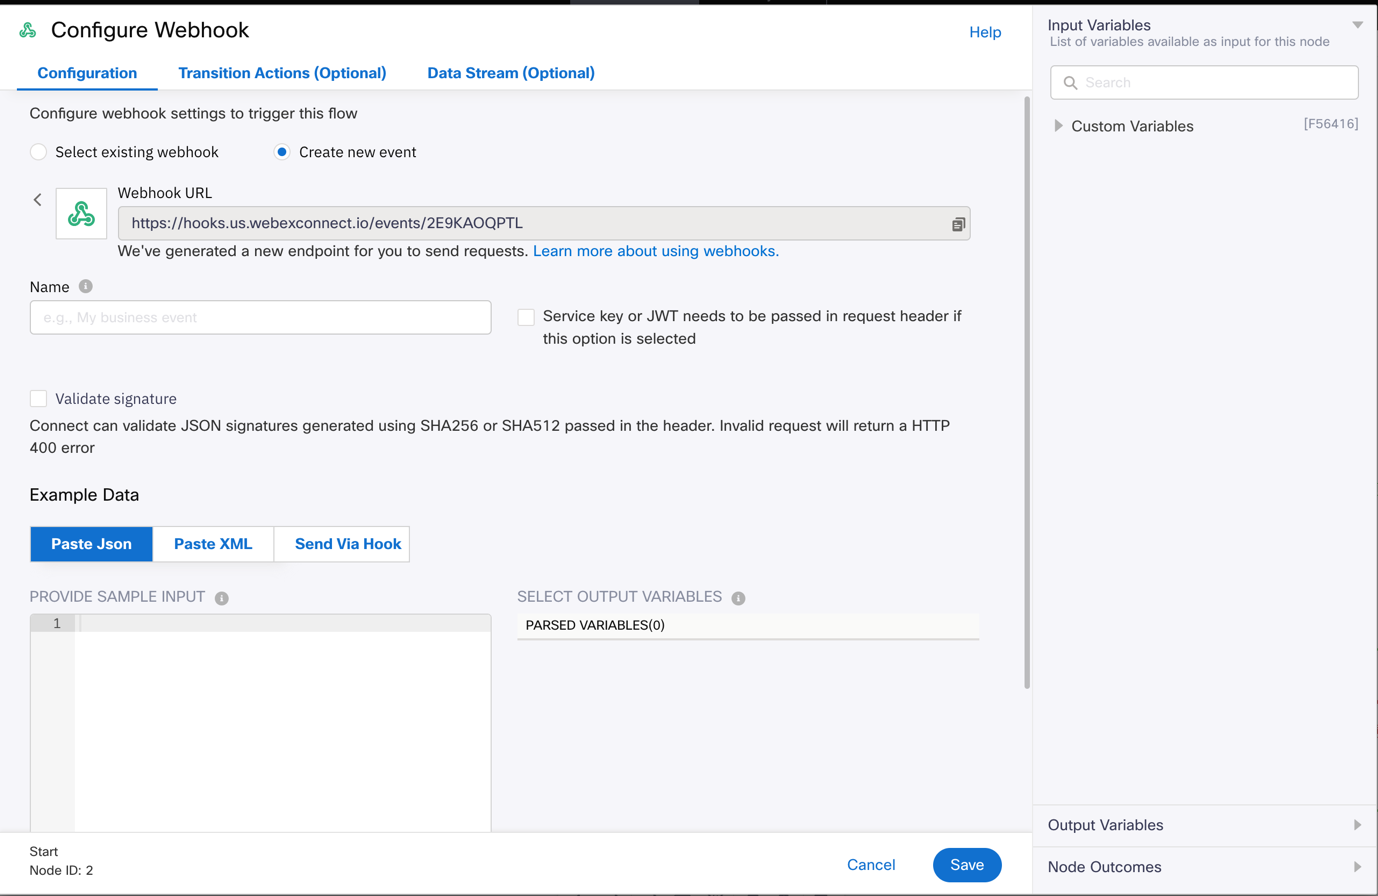 Configure Webhook
Help
Configuration
Transition Actions (Optional)
Data Stream (Optional)
Configure webhook settings to trigger this flow
Select existing webhook
Create new event
Webhook URL
https://hooks.us.webexconnect.io/events/2E9KAOQPTL
We've generated a new endpoint for you to send requests. Learn more about using webhooks.
Name
e.g., My business event
Service key or JWT needs to be passed in request header if
this option is selected
Validate signature
Connect can validate JSON signatures generated using SHA256 or SHA512 passed in the header. Invalid request will return a HTTP
400 error
Example Data
Paste Json
Paste XML
Send Via Hook
PROVIDE SAMPLE INPUT
1
SELECT OUTPUT VARIABLES
PARSED VARIABLES(0)
Start
Node ID: 2
Cancel
Save
Input Variables
List of variables available as input for this node
Search
Custom Variables
[F56416]
Output Variables
Node Outcomes